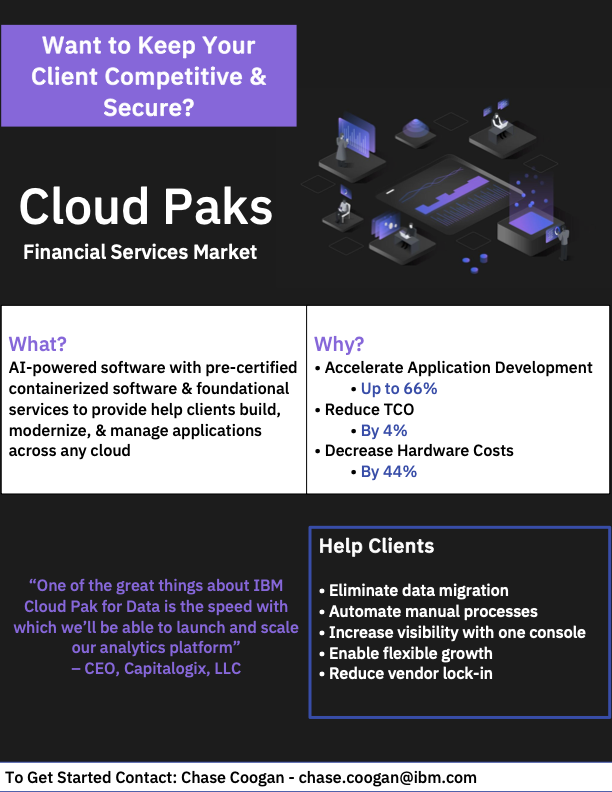 Want to Keep Your
Client Competitive &
Secure?
Cloud Paks
Financial Services Market
What?
AI-powered software with pre-certified
containerized software & foundational
services to provide help clients build,
modernize, & manage applications
across any cloud
Why?
• Accelerate Application Development
• Up to 66%
• Reduce TCO
• By 4%
• Decrease Hardware Costs
• By 44%
“One of the great things about IBM
Cloud Pak for Data is the speed with
which we’ll be able to launch and scale
our analytics platform”
– CEO, Capitalogix, LLC
Help Clients
• Eliminate data migration
• Automate manual processes
• Increase visibility with one console
• Enable flexible growth
• Reduce vendor lock-in
To Get Started Contact: Chase Coogan - chase.coogan@ibm.com